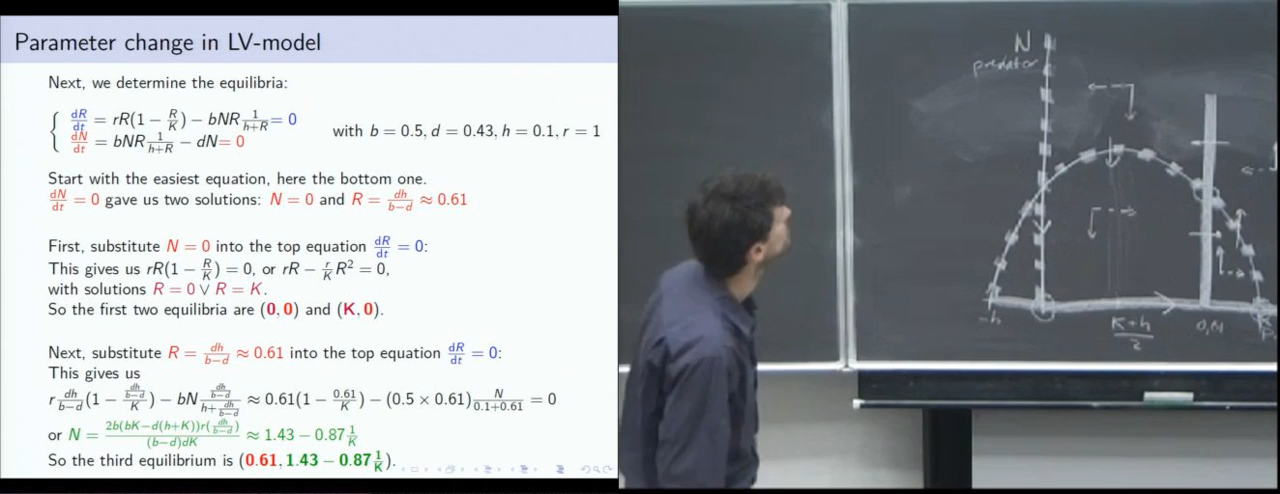 Parameter change in LV-model
Next, we determine the equilibria:
{ dR/dt = rR(1 − R/K) − bNR 1/(h+R) = 0
dN/dt = bNR 1/(h+R) − dN = 0
with b = 0.5, d = 0.43, h = 0.1, r = 1
Start with the easiest equation, here the bottom one.
dN/dt = 0 gave us two solutions: N = 0 and R = dh/(b−d) ≈ 0.61
First, substitute N = 0 into the top equation dR/dt = 0:
This gives us rR(1 − R/K) = 0, or rR − r/K R² = 0,
with solutions R = 0 ∨ R = K.
So the first two equilibria are (0, 0) and (K, 0).
Next, substitute R = dh/(b−d) ≈ 0.61 into the top equation dR/dt = 0:
This gives us
r dh/(b−d) (1 − (dh/(b−d))/K) − bN (dh/(b−d))/(h + dh/(b−d)) ≈ 0.61(1 − 0.61/K) − (0.5 × 0.61) N/(0.1+0.61) = 0
or N = 2b(bK−d(h+K))r(dh/(b−d))/((b−d)dK) ≈ 1.43 − 0.87 1/K
So the third equilibrium is (0.61, 1.43 − 0.87 1/K).
N
predator
-h
K+h/2
0,61